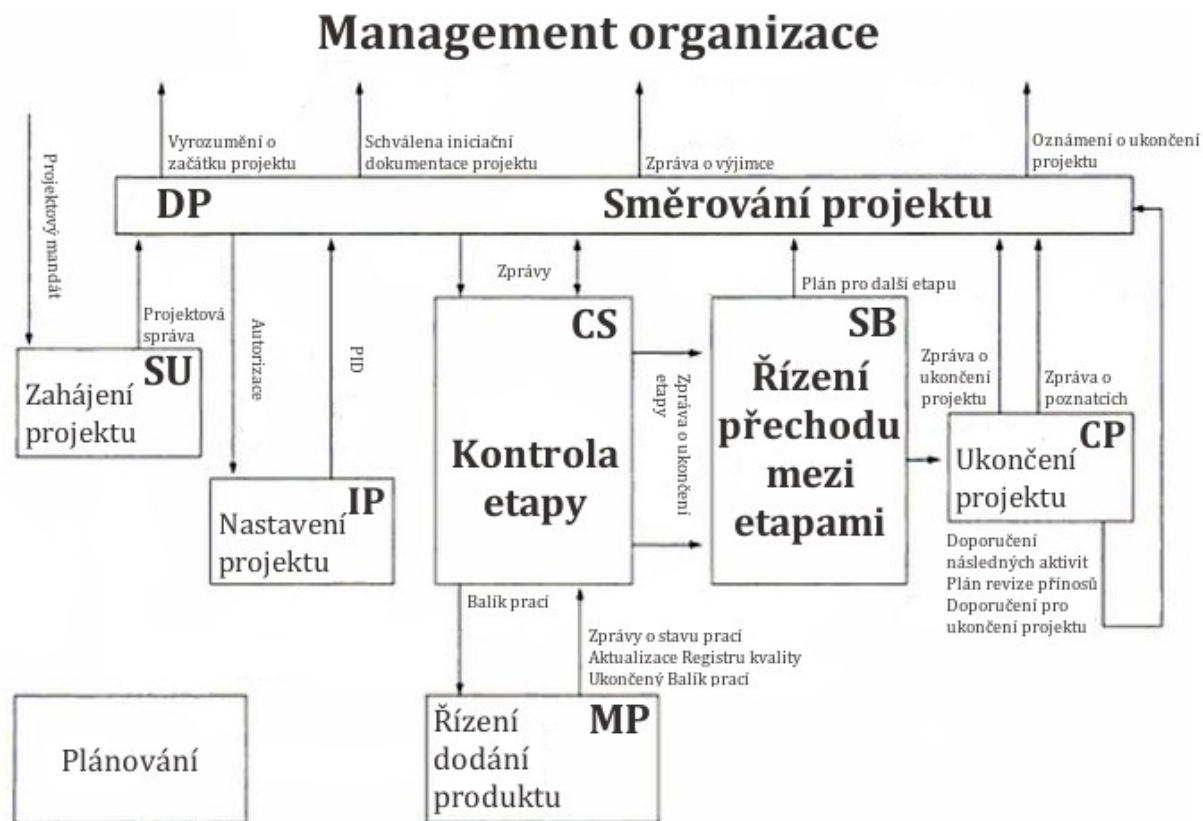 Management organizace
Vyrozumění o
začátku projektu
Schválena iniciační
dokumentace projektu
Zpráva o výjimce
Oznámení o ukončení
projektu
Projektový mandát
DP
Směrování projektu
Projektová
správa
Autorizace
PID
Zprávy
Plán pro další etapu
SU
Zahájení
projektu
IP
Nastavení
projektu
CS
Kontrola
etapy
Zpráva o ukončení
etapy
SB
Řízení
přechodu
mezi
etapami
Zpráva o
ukončení
projektu
Zpráva o
poznatcích
CP
Ukončení
projektu
Doporučení
následných aktivit
Plán revize přínosů
Doporučení pro
ukončení projektu
Balík prací
Zprávy o stavu prací
Aktualizace Registru kvality
Ukončený Balík prací
MP
Řízení
dodání
produktu
Plánování